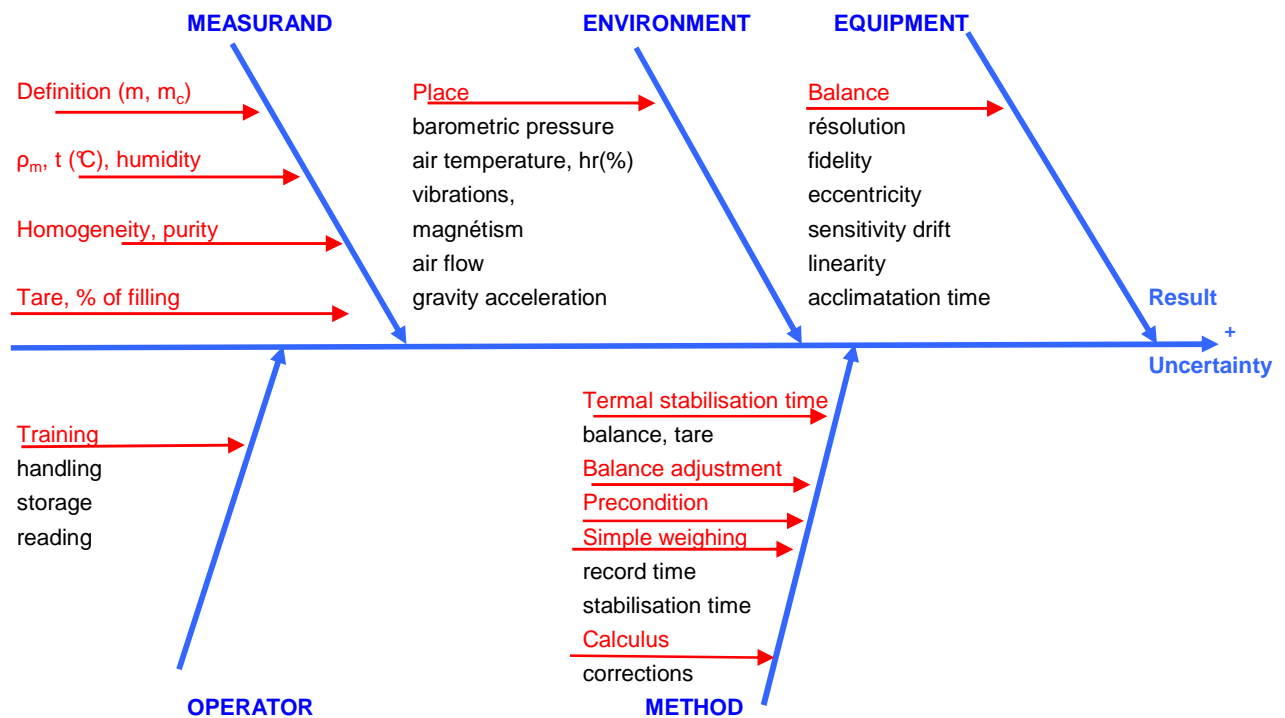 MEASURAND
Definition (m, mc)
ρm, t (℃), humidity
Homogeneity, purity
Tare, % of filling
ENVIRONMENT
Place
barometric pressure
air temperature, hr(%)
vibrations,
magnétism
air flow
gravity acceleration
EQUIPMENT
Balance
résolution
fidelity
eccentricity
sensitivity drift
linearity
acclimatation time
Result
+
Uncertainty
Training
handling
storage
reading
OPERATOR
Termal stabilisation time
balance, tare
Balance adjustment
Precondition
Simple weighing
record time
stabilisation time
Calculus
corrections
METHOD